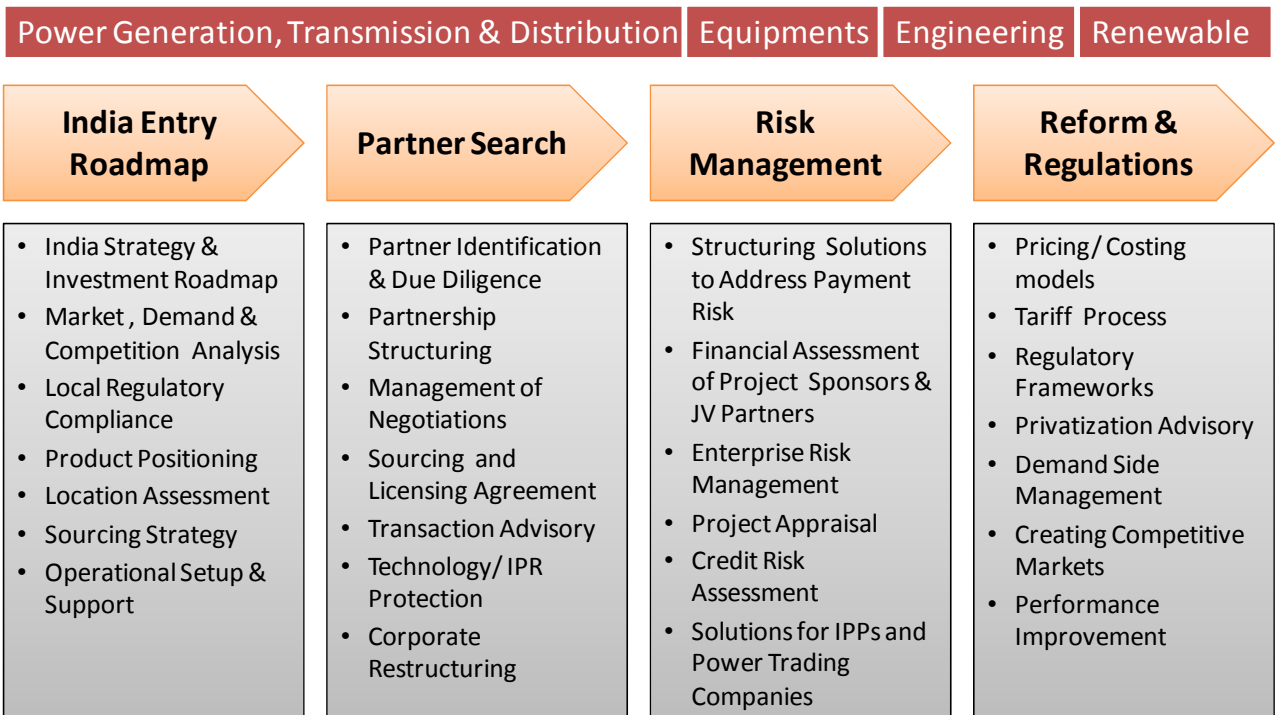 Power Generation, Transmission & Distribution
Equipments
Engineering
Renewable
India Entry
Roadmap
• India Strategy &
Investment Roadmap
• Market , Demand &
Competition Analysis
• Local Regulatory
Compliance
• Product Positioning
• Location Assessment
• Sourcing Strategy
• Operational Setup &
Support
Partner Search
• Partner Identification
& Due Diligence
• Partnership
Structuring
• Management of
Negotiations
• Sourcing and
Licensing Agreement
• Transaction Advisory
• Technology/ IPR
Protection
• Corporate
Restructuring
Risk
Management
• Structuring Solutions
to Address Payment
Risk
• Financial Assessment
of Project Sponsors &
JV Partners
• Enterprise Risk
Management
• Project Appraisal
• Credit Risk
Assessment
• Solutions for IPPs and
Power Trading
Companies
Reform &
Regulations
• Pricing/ Costing
models
• Tariff Process
• Regulatory
Frameworks
• Privatization Advisory
• Demand Side
Management
• Creating Competitive
Markets
• Performance
Improvement